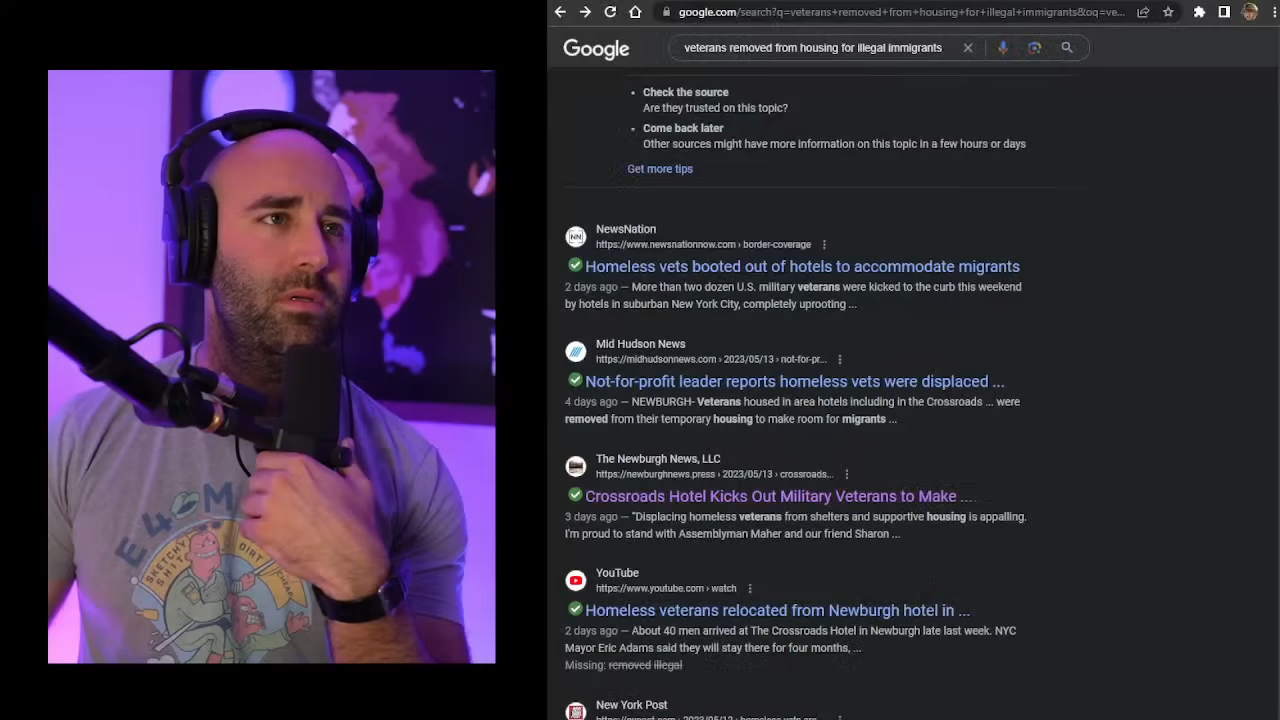 google.com/search?q=veterans+removed+from+housing+for+illegal+immigrants&oq=ve...
Google
veterans removed from housing for illegal immigrants
Check the source
Are they trusted on this topic?
Come back later
Other sources might have more information on this topic in a few hours or days
Get more tips
NN
NewsNation
https://www.newsnationnow.com › border-coverage
Homeless vets booted out of hotels to accommodate migrants
2 days ago — More than two dozen U.S. military veterans were kicked to the curb this weekend
by hotels in suburban New York City, completely uprooting ...
Mid Hudson News
https://midhudsonnews.com › 2023/05/13 › not-for-pr...
Not-for-profit leader reports homeless vets were displaced ...
4 days ago — NEWBURGH- Veterans housed in area hotels including in the Crossroads ... were
removed from their temporary housing to make room for migrants ...
The Newburgh News, LLC
https://newburghnews.press › 2023/05/13 › crossroads...
Crossroads Hotel Kicks Out Military Veterans to Make ...
3 days ago — "Displacing homeless veterans from shelters and supportive housing is appalling.
I'm proud to stand with Assemblyman Maher and our friend Sharon ...
YouTube
https://www.youtube.com › watch
Homeless veterans relocated from Newburgh hotel in ...
2 days ago — About 40 men arrived at The Crossroads Hotel in Newburgh late last week. NYC
Mayor Eric Adams said they will stay there for four months, ...
Missing: removed illegal
New York Post
E4
SKETCHY
SHIT
DIRT
CHEAP